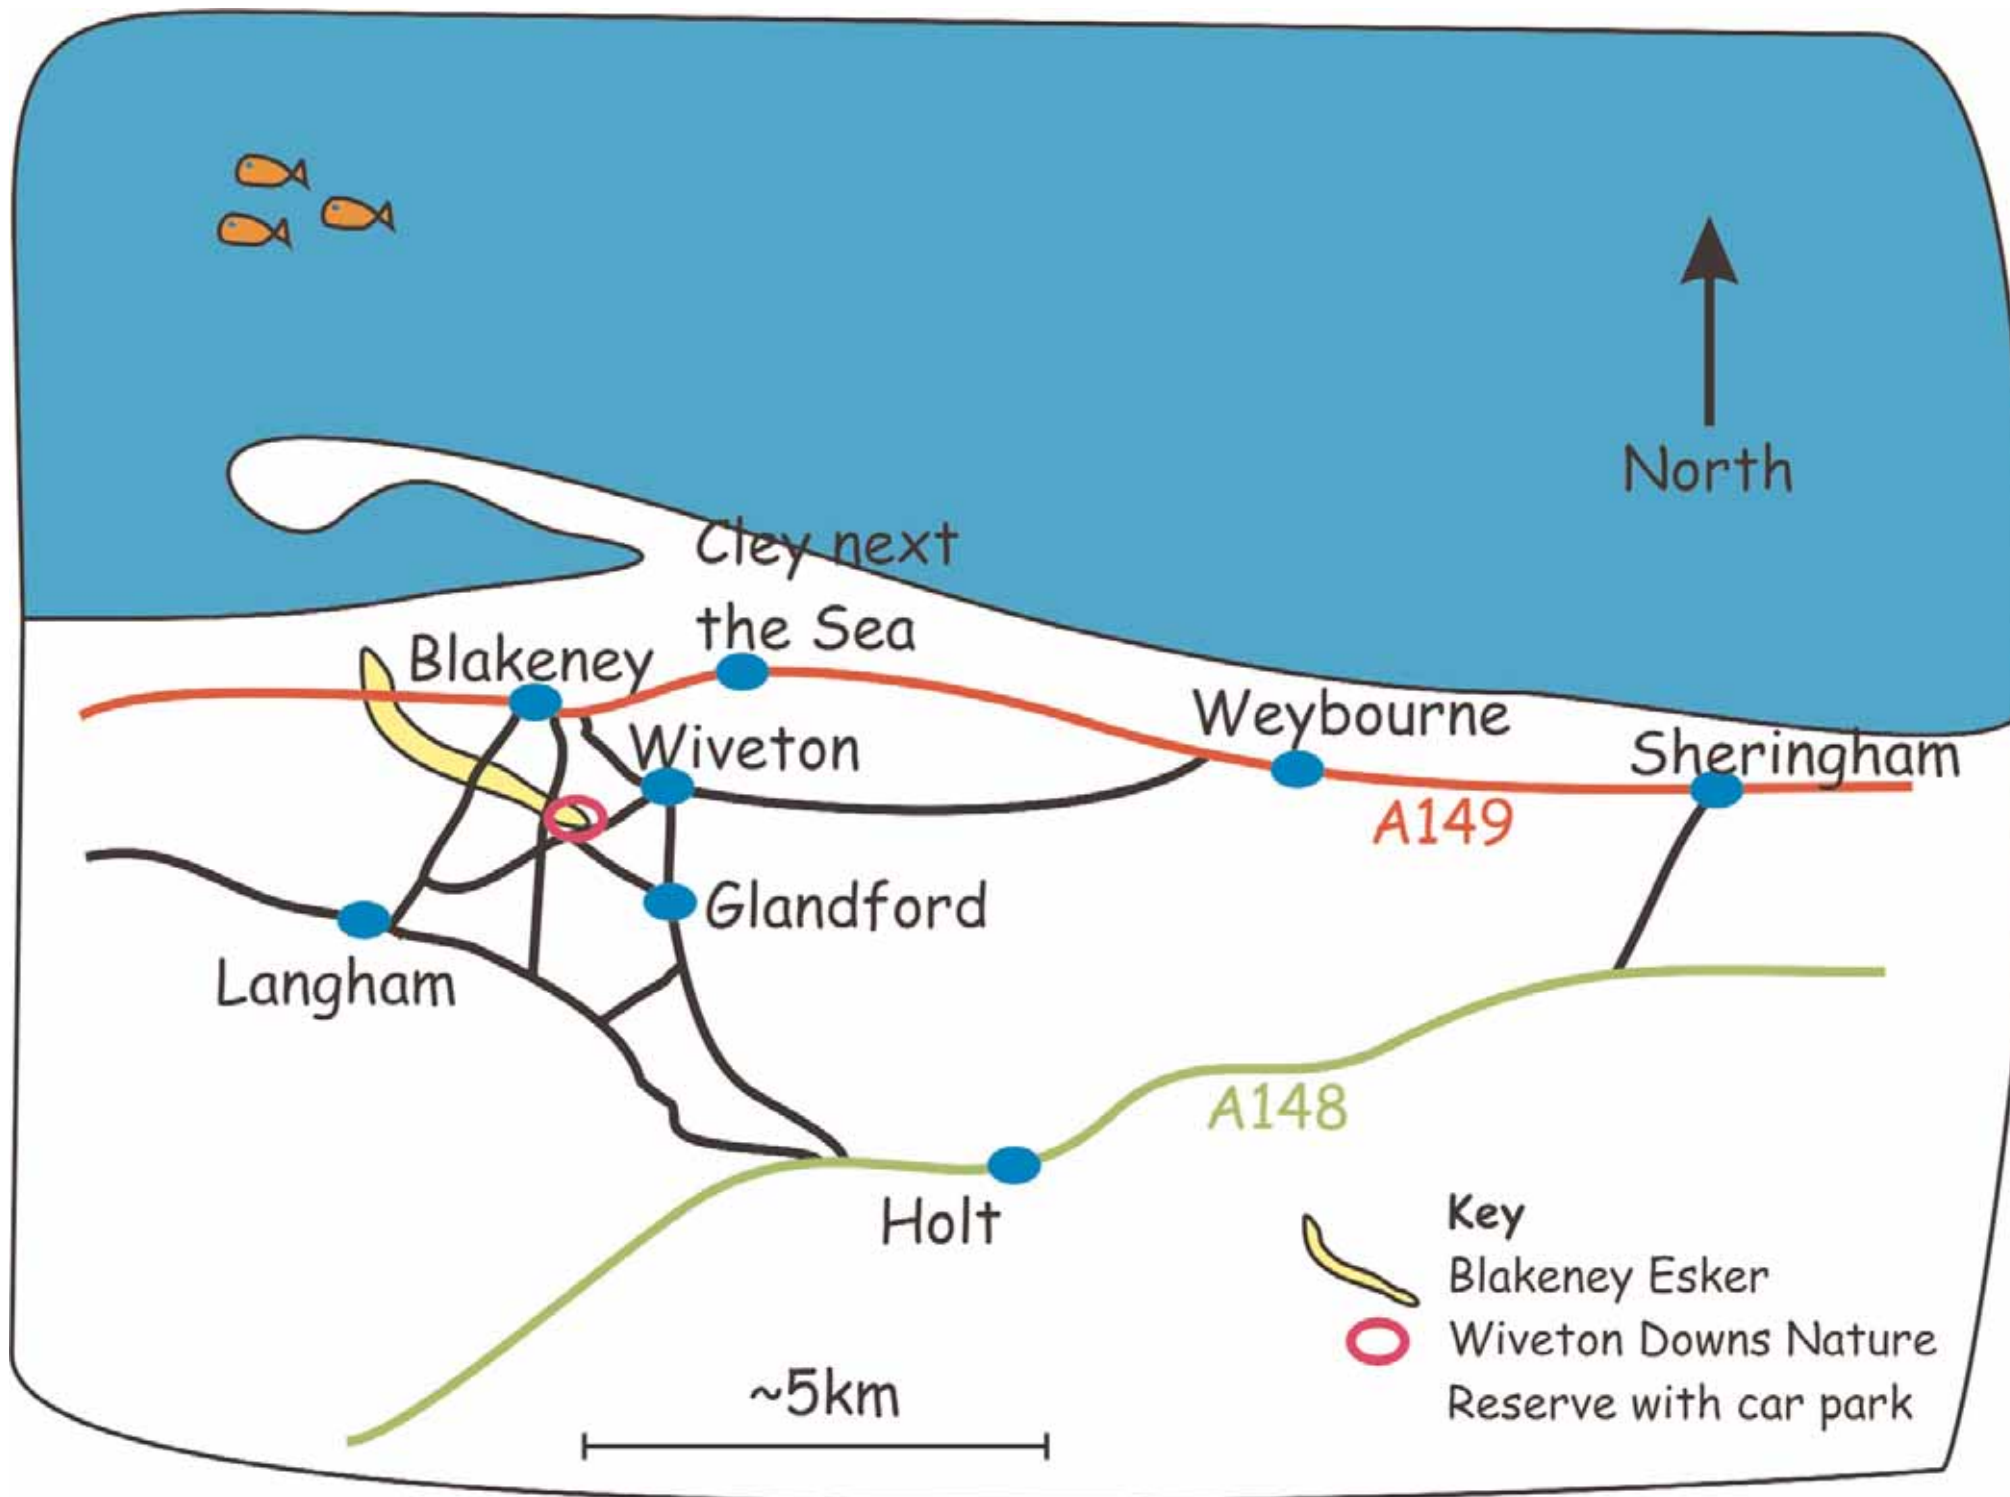 North
Cley next
the Sea
Blakeney
Wiveton
Weybourne
Sheringham
A149
Glandford
Langham
A148
Holt
Key
Blakeney Esker
Wiveton Downs Nature
Reserve with car park
~5km